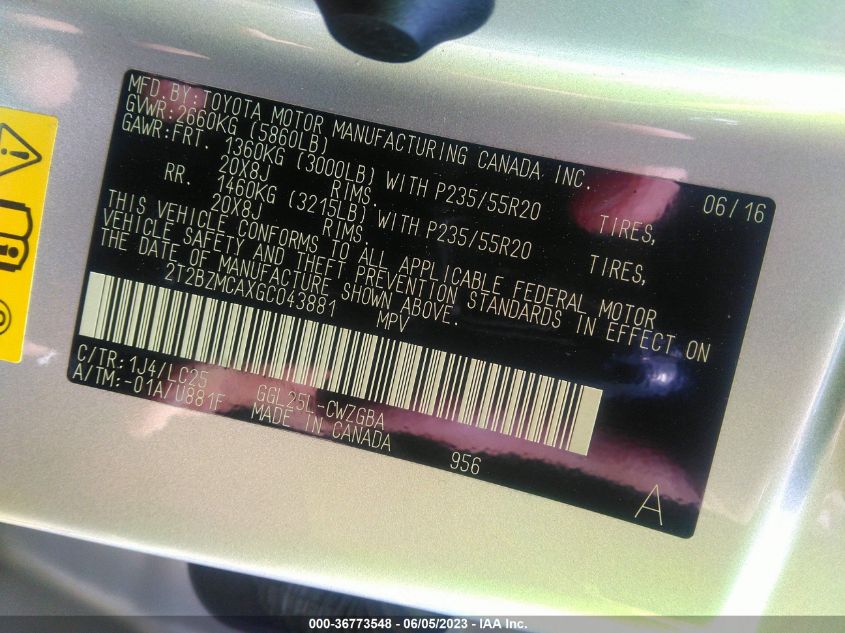 MFD. BY: TOYOTA MOTOR MANUFACTURING CANADA INC. 06/16
GVWR: 2660KG (5860LB)
GAWR: FRT. 1360KG (3000LB) WITH P235/55R20 TIRES,
20X8J RIMS.
RR. 1460KG (3215LB) WITH P235/55R20 TIRES,
20X8J RIMS.
THIS VEHICLE CONFORMS TO ALL APPLICABLE FEDERAL MOTOR
VEHICLE SAFETY AND THEFT PREVENTION STANDARDS IN EFFECT ON
THE DATE OF MANUFACTURE SHOWN ABOVE.
2T2BZMCAXGC043881 MPV
C/TR: 1J4/LC25
A/TM: -01A/U881F GGL25L-CWZGBA
MADE IN CANADA 956
A
000-36773548 - 06/05/2023 - IAA Inc.